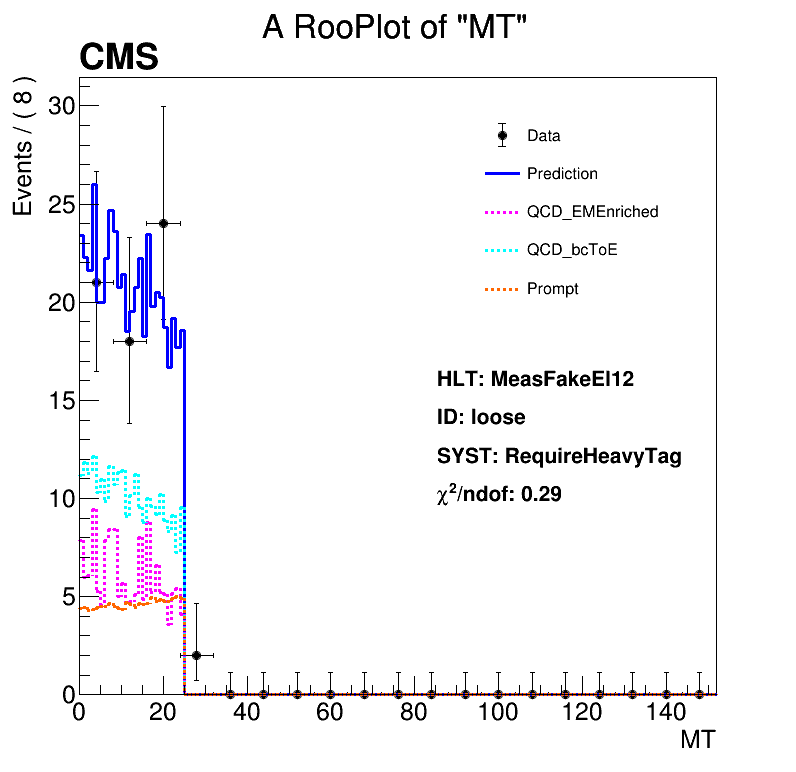 A RooPlot of "MT"
CMS
Events / ( 8 )
30
25
20
15
10
5
0
Data
Prediction
QCD_EMEnriched
QCD_bcToE
Prompt
HLT: MeasFakeEl12
ID: loose
SYST: RequireHeavyTag
χ²/ndof: 0.29
0 20 40 60 80 100 120 140
MT